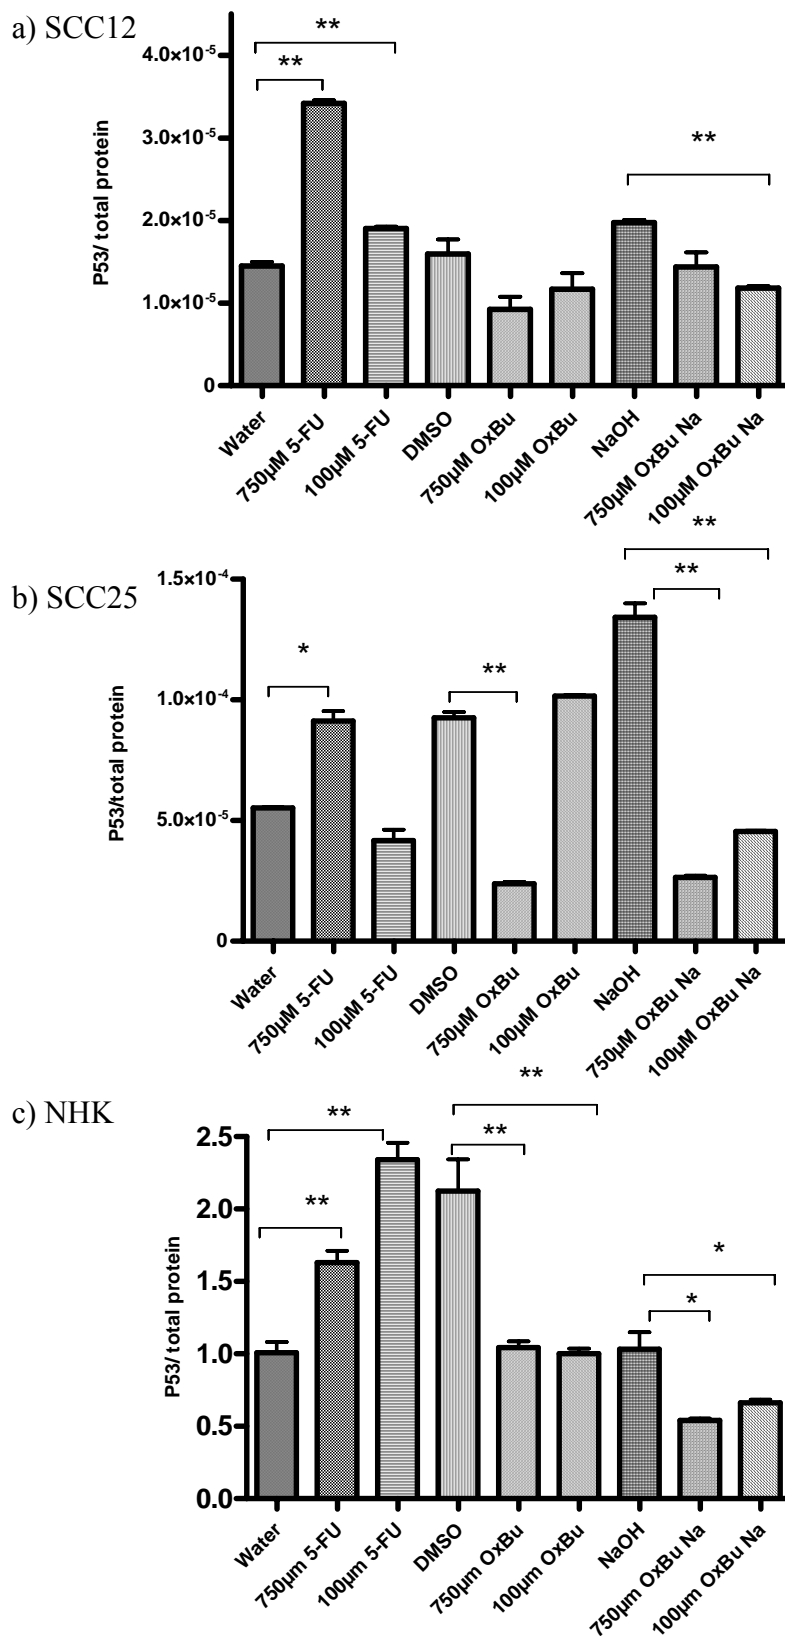 a) SCC12
P53/ total protein
4.0×10⁻⁵
3.0×10⁻⁵
2.0×10⁻⁵
1.0×10⁻⁵
0
**
**
**
Water
750µM 5-FU
100µM 5-FU
DMSO
750µM OxBu
100µM OxBu
NaOH
750µM OxBu Na
100µM OxBu Na
b) SCC25
P53/total protein
1.5×10⁻⁴
1.0×10⁻⁴
5.0×10⁻⁵
0
*
**
**
**
Water
750µM 5-FU
100µM 5-FU
DMSO
750µM OxBu
100µM OxBu
NaOH
750µM OxBu Na
100µM OxBu Na
c) NHK
P53/ total protein
2.5
2.0
1.5
1.0
0.5
0.0
**
**
**
**
*
*
Water
750µm 5-FU
100µm 5-FU
DMSO
750µm OxBu
100µm OxBu
NaOH
750µm OxBu Na
100µm OxBu Na